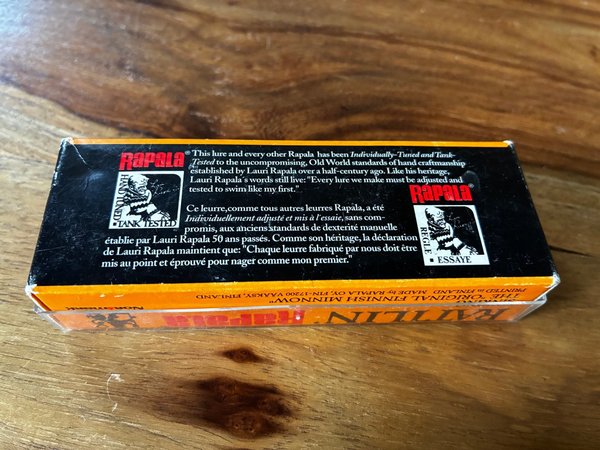 RAPALA® This lure and every other Rapala has been Individually-Tuned and Tank-
Tested to the uncompromising, Old World standards of hand craftmanship
established by Lauri Rapala over a half-century ago. Like his heritage,
Lauri Rapala's words still live: "Every lure we make must be adjusted and
tested to swim like my first."
TANK TESTED
RAPALA
Ce leurre, comme tous autres leurres Rapala, a été
Individuellement adjusté et mis à l'essaie, sans com-
promis, aux anciens standards de dexterité manuelle
établie par Lauri Rapala 50 ans passés. Comme son héritage, la déclaration
de Lauri Rapala maintient que: "Chaque leurre fabriqué par nous doit être
mis au point et éprouvé pour nager comme mon premier."
REGLE
ESSAYE
THE "ORIGINAL FINNISH MINNOW"
PRINTED IN FINLAND MADE by RAPALA OY, FIN-17200 VÄÄKSY, FINLAND
RATTLIN' RAPALA